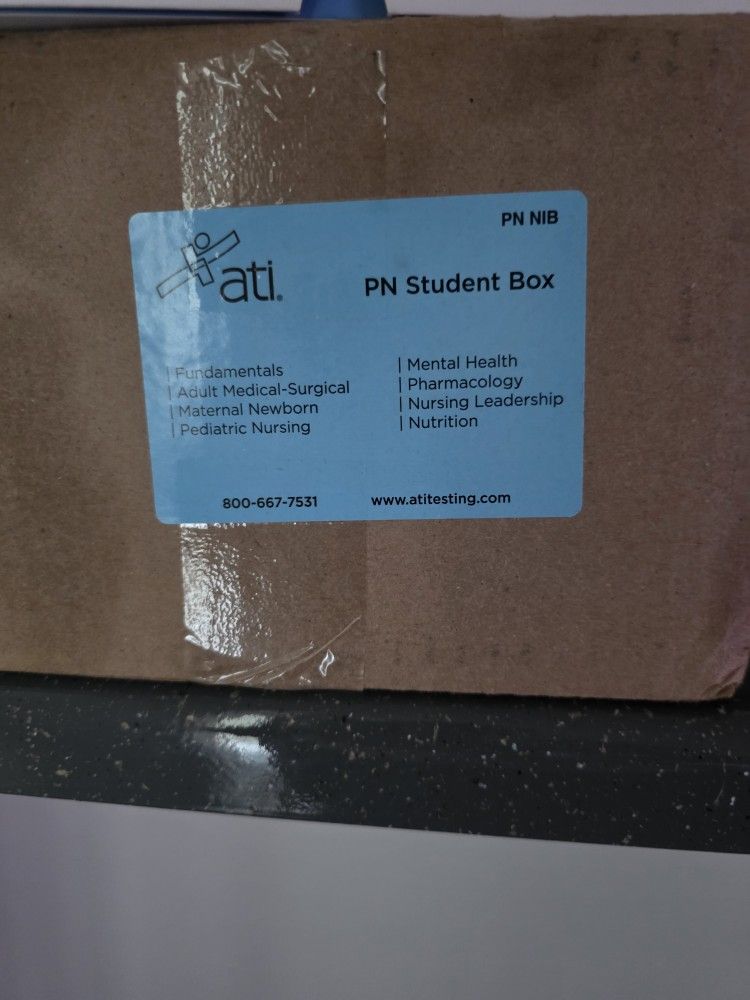 PN NIB
ati.
PN Student Box
| Fundamentals
| Adult Medical-Surgical
| Maternal Newborn
| Pediatric Nursing
| Mental Health
| Pharmacology
| Nursing Leadership
| Nutrition
800-667-7531
www.atitesting.com